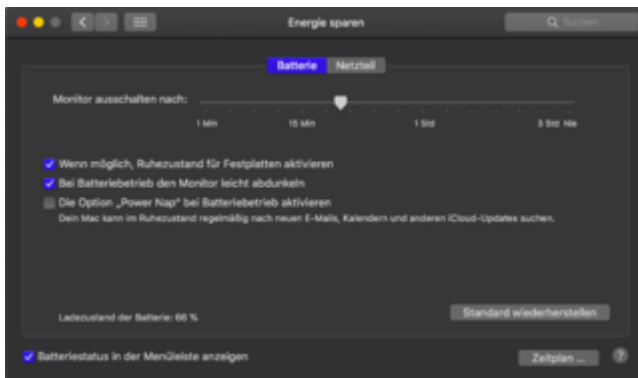 Energie sparen
Suchen
Batterie Netzteil
Monitor ausschalten nach:
1 Min 15 Min 1 Std 3 Std Nie
Wenn möglich, Ruhezustand für Festplatten aktivieren
Bei Batteriebetrieb den Monitor leicht abdunkeln
Die Option „Power Nap“ bei Batteriebetrieb aktivieren
Dein Mac kann im Ruhezustand regelmäßig nach neuen E-Mails, Kalendern und anderen iCloud-Updates suchen.
Ladezustand der Batterie: 66 %
Standard wiederherstellen
Batteriestatus in der Menüleiste anzeigen
Zeitplan ...
?